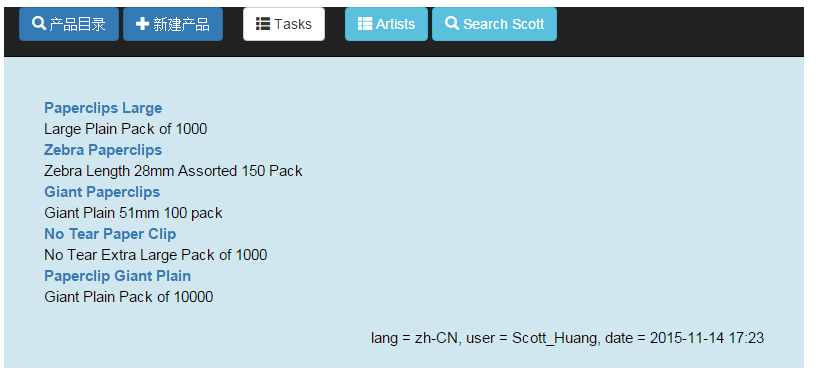 产品目录 新建产品 Tasks Artists Search Scott
Paperclips Large
Large Plain Pack of 1000
Zebra Paperclips
Zebra Length 28mm Assorted 150 Pack
Giant Paperclips
Giant Plain 51mm 100 pack
No Tear Paper Clip
No Tear Extra Large Pack of 1000
Paperclip Giant Plain
Giant Plain Pack of 10000
lang = zh-CN, user = Scott_Huang, date = 2015-11-14 17:23